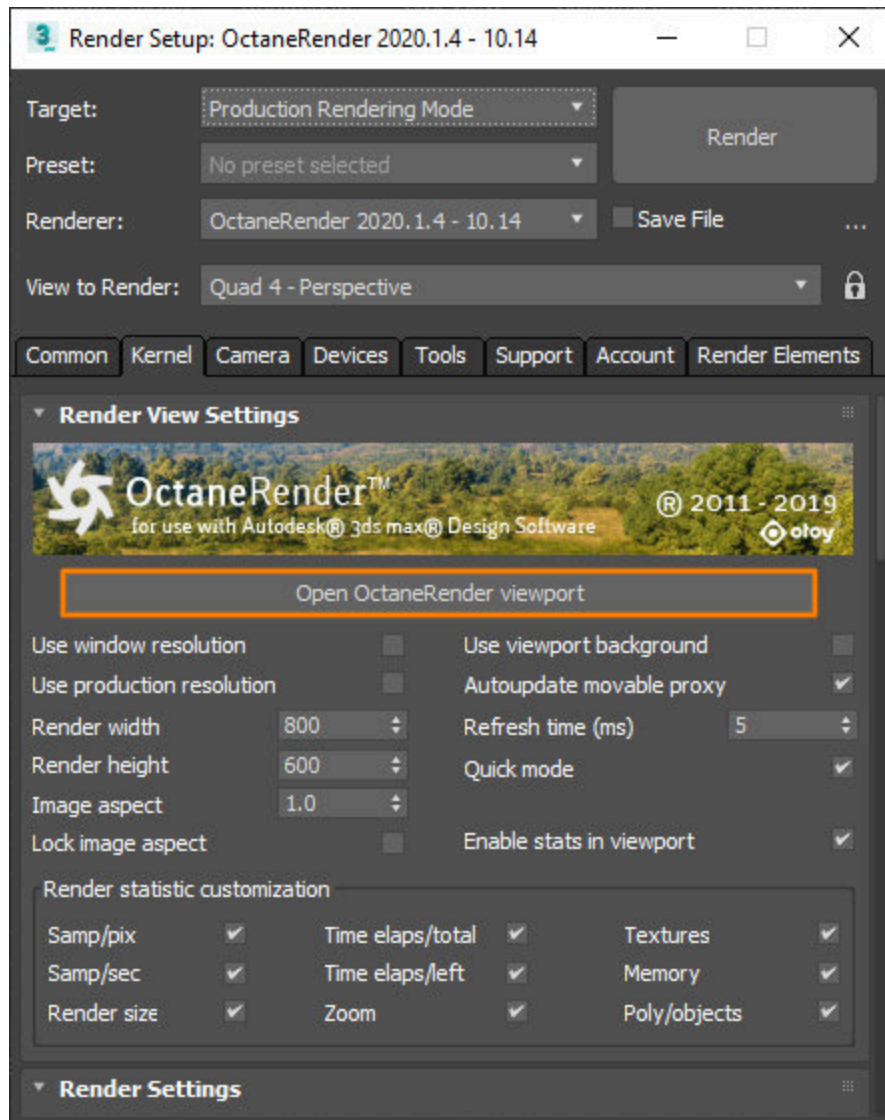 Render Setup: OctaneRender 2020.1.4 - 10.14
Target: Production Rendering Mode
Render
Preset: No preset selected
Renderer: OctaneRender 2020.1.4 - 10.14 Save File ...
View to Render: Quad 4 - Perspective
Common Kernel Camera Devices Tools Support Account Render Elements
Render View Settings
OctaneRender™ ® 2011 - 2019
for use with Autodesk® 3ds max® Design Software otoy
Open OctaneRender viewport
Use window resolution Use viewport background
Use production resolution Autoupdate movable proxy
Render width 800 Refresh time (ms) 5
Render height 600 Quick mode
Image aspect 1.0
Lock image aspect Enable stats in viewport
Render statistic customization
Samp/pix Time elaps/total Textures
Samp/sec Time elaps/left Memory
Render size Zoom Poly/objects
Render Settings